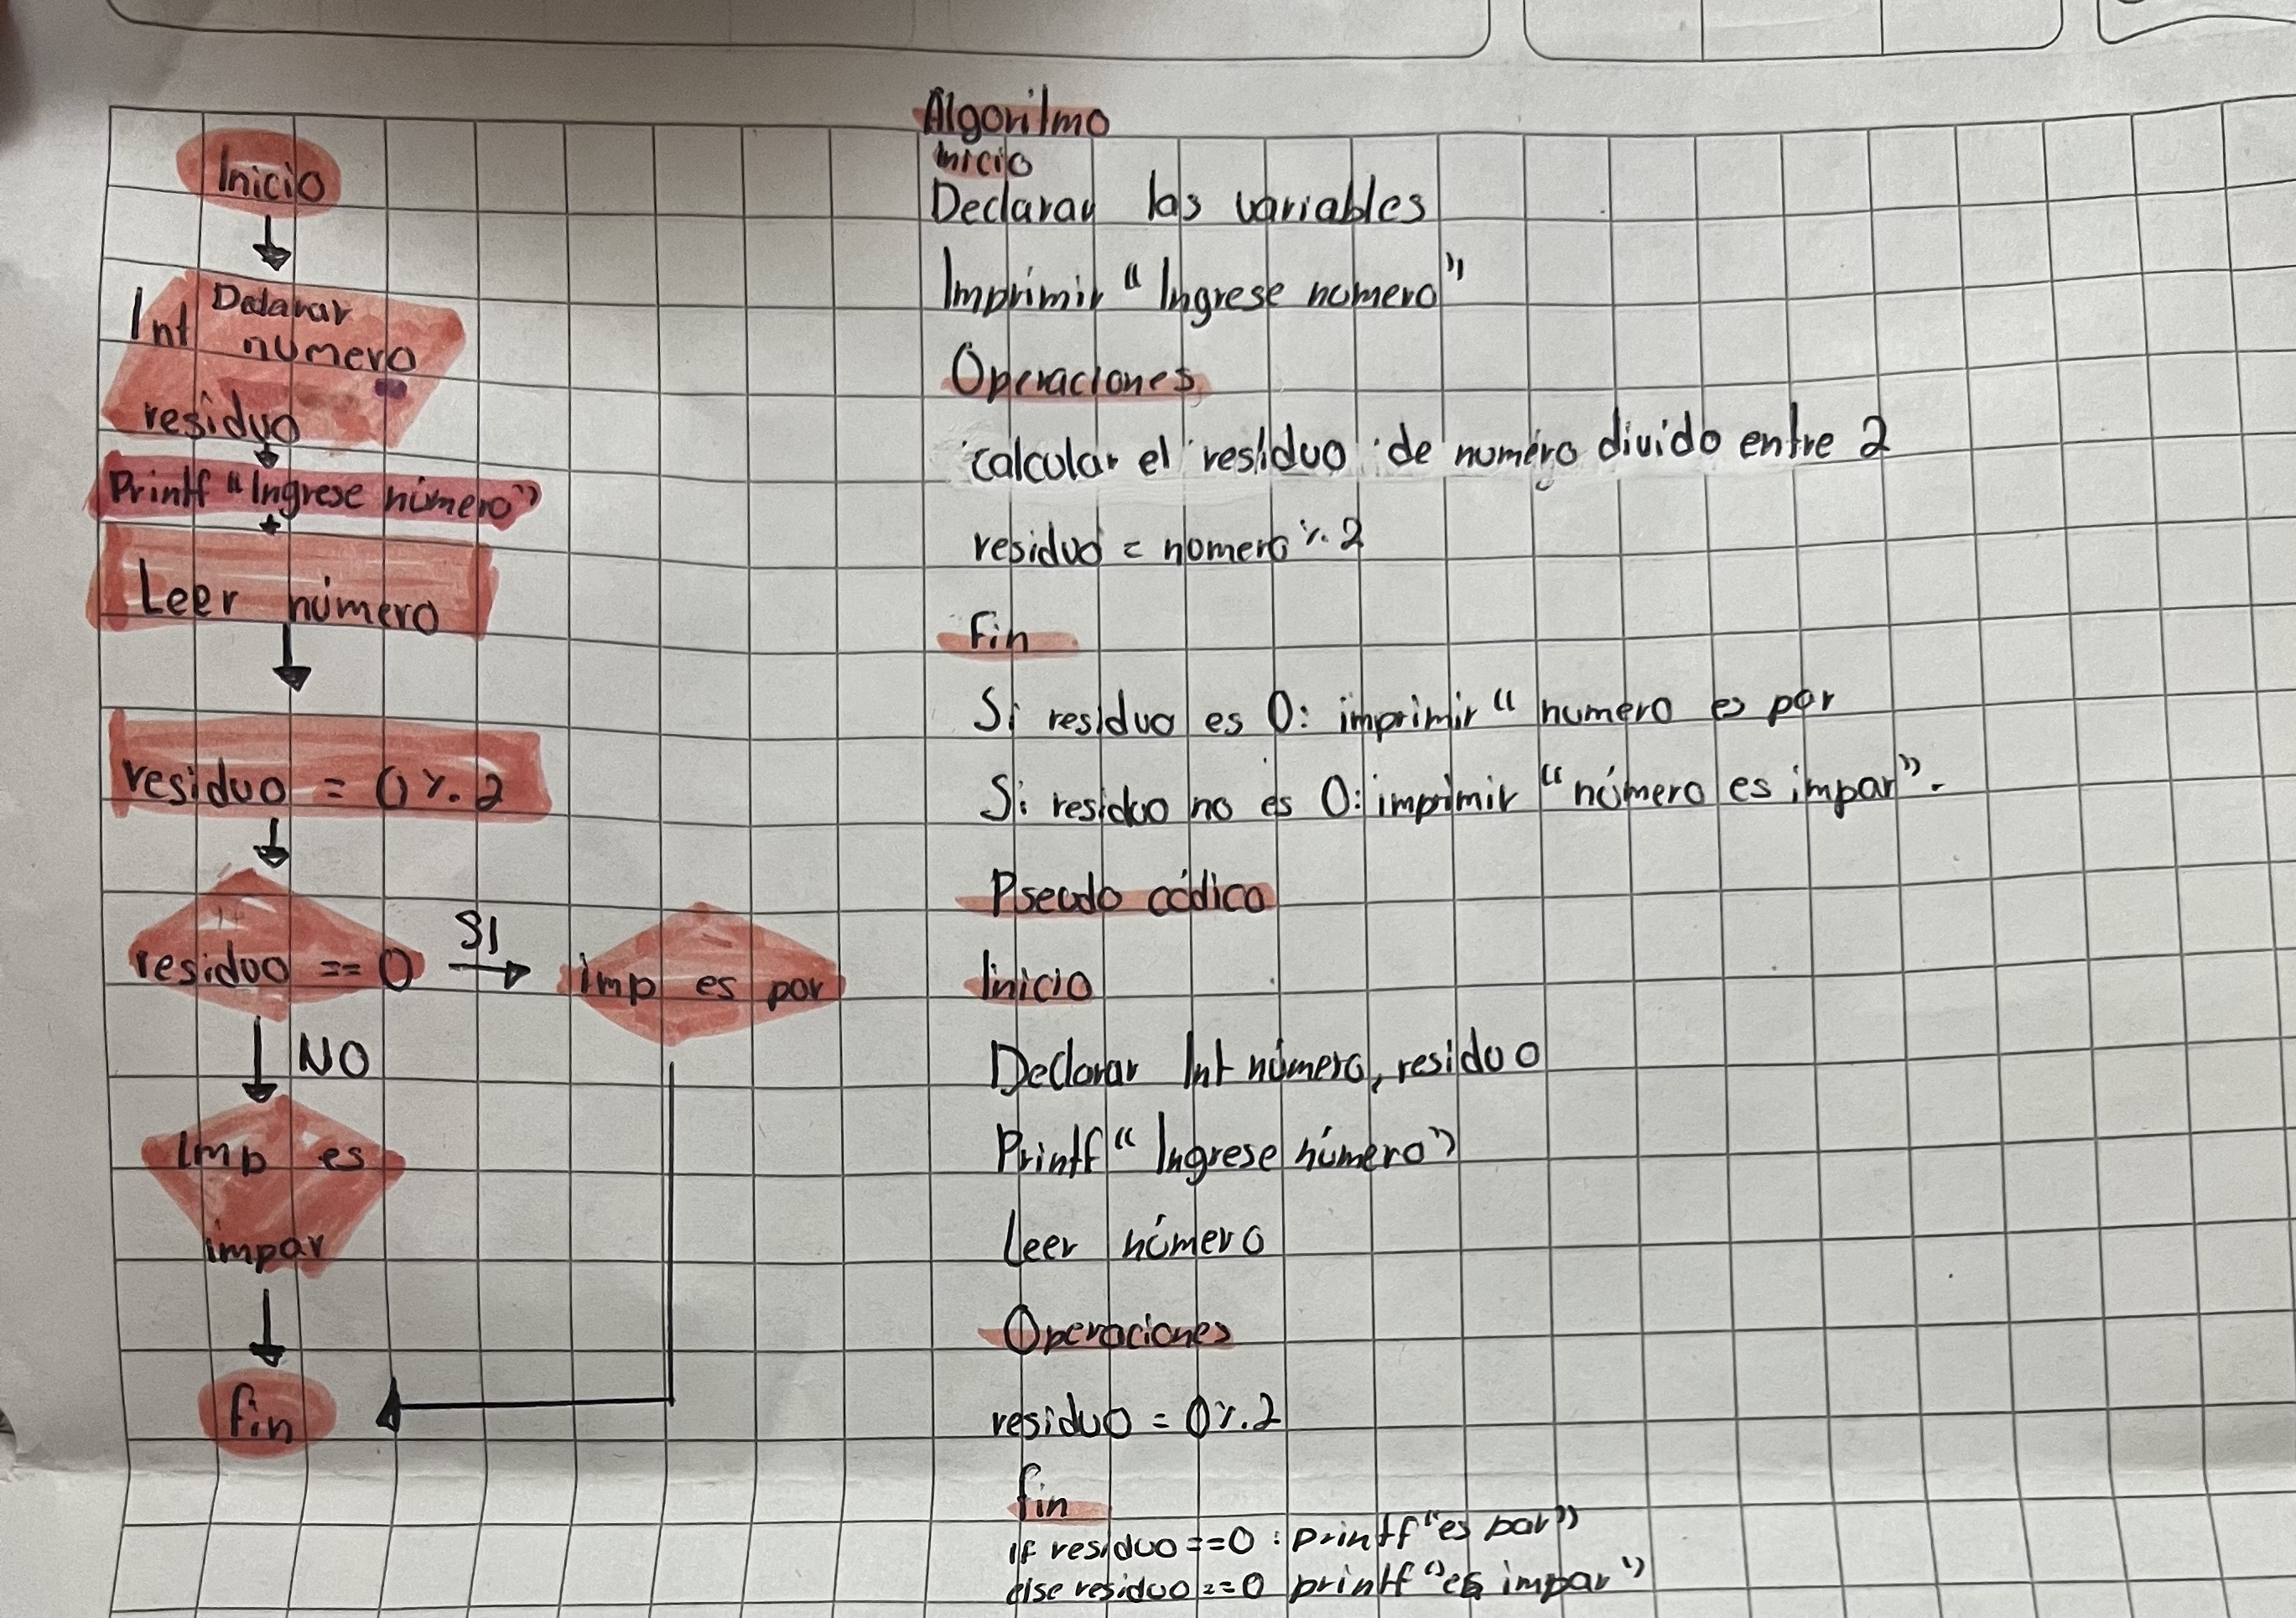 Inicio
Declarar
Int numero
residuo
Printf "Ingrese número"
Leer número
residuo = 0 % 2
residuo == 0
SI
imp es par
NO
Imp es
impar
fin
Algoritmo
Inicio
Declarar las variables
Imprimir "Ingrese numero"
Operaciones
calcular el residuo de numero divido entre 2
residuo = numero % 2
Fin
Si residuo es 0: imprimir " numero es par
Si residuo no es 0: imprimir "número es impar".
Pseudo códico
Inicio
Declarar Int número, residuo
Printf " Ingrese número"
Leer número
Operaciones
residuo = 0 % 2
fin
if residuo ==0 : printf "es par"
else residuo ==0 printf "es impar"